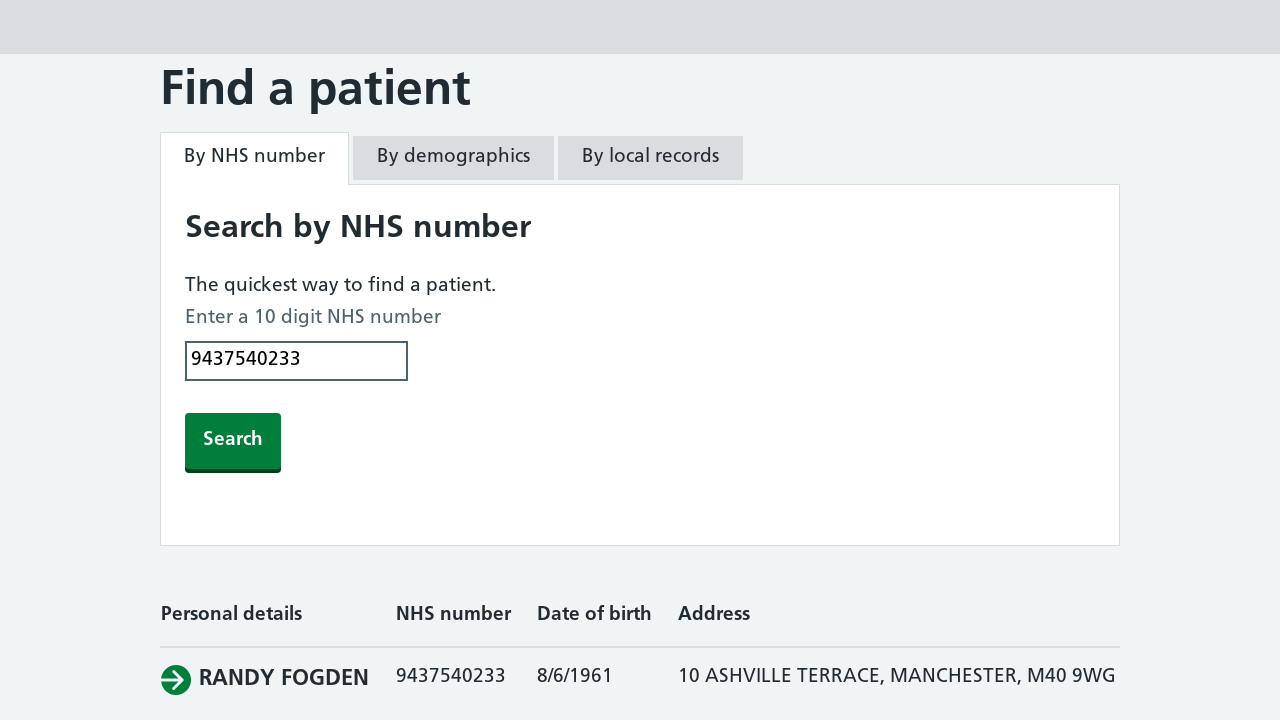 Find a patient
By NHS number
By demographics
By local records
Search by NHS number
The quickest way to find a patient.
Enter a 10 digit NHS number
9437540233
Search
Personal details NHS number Date of birth Address
RANDY FOGDEN 9437540233 8/6/1961 10 ASHVILLE TERRACE, MANCHESTER, M40 9WG